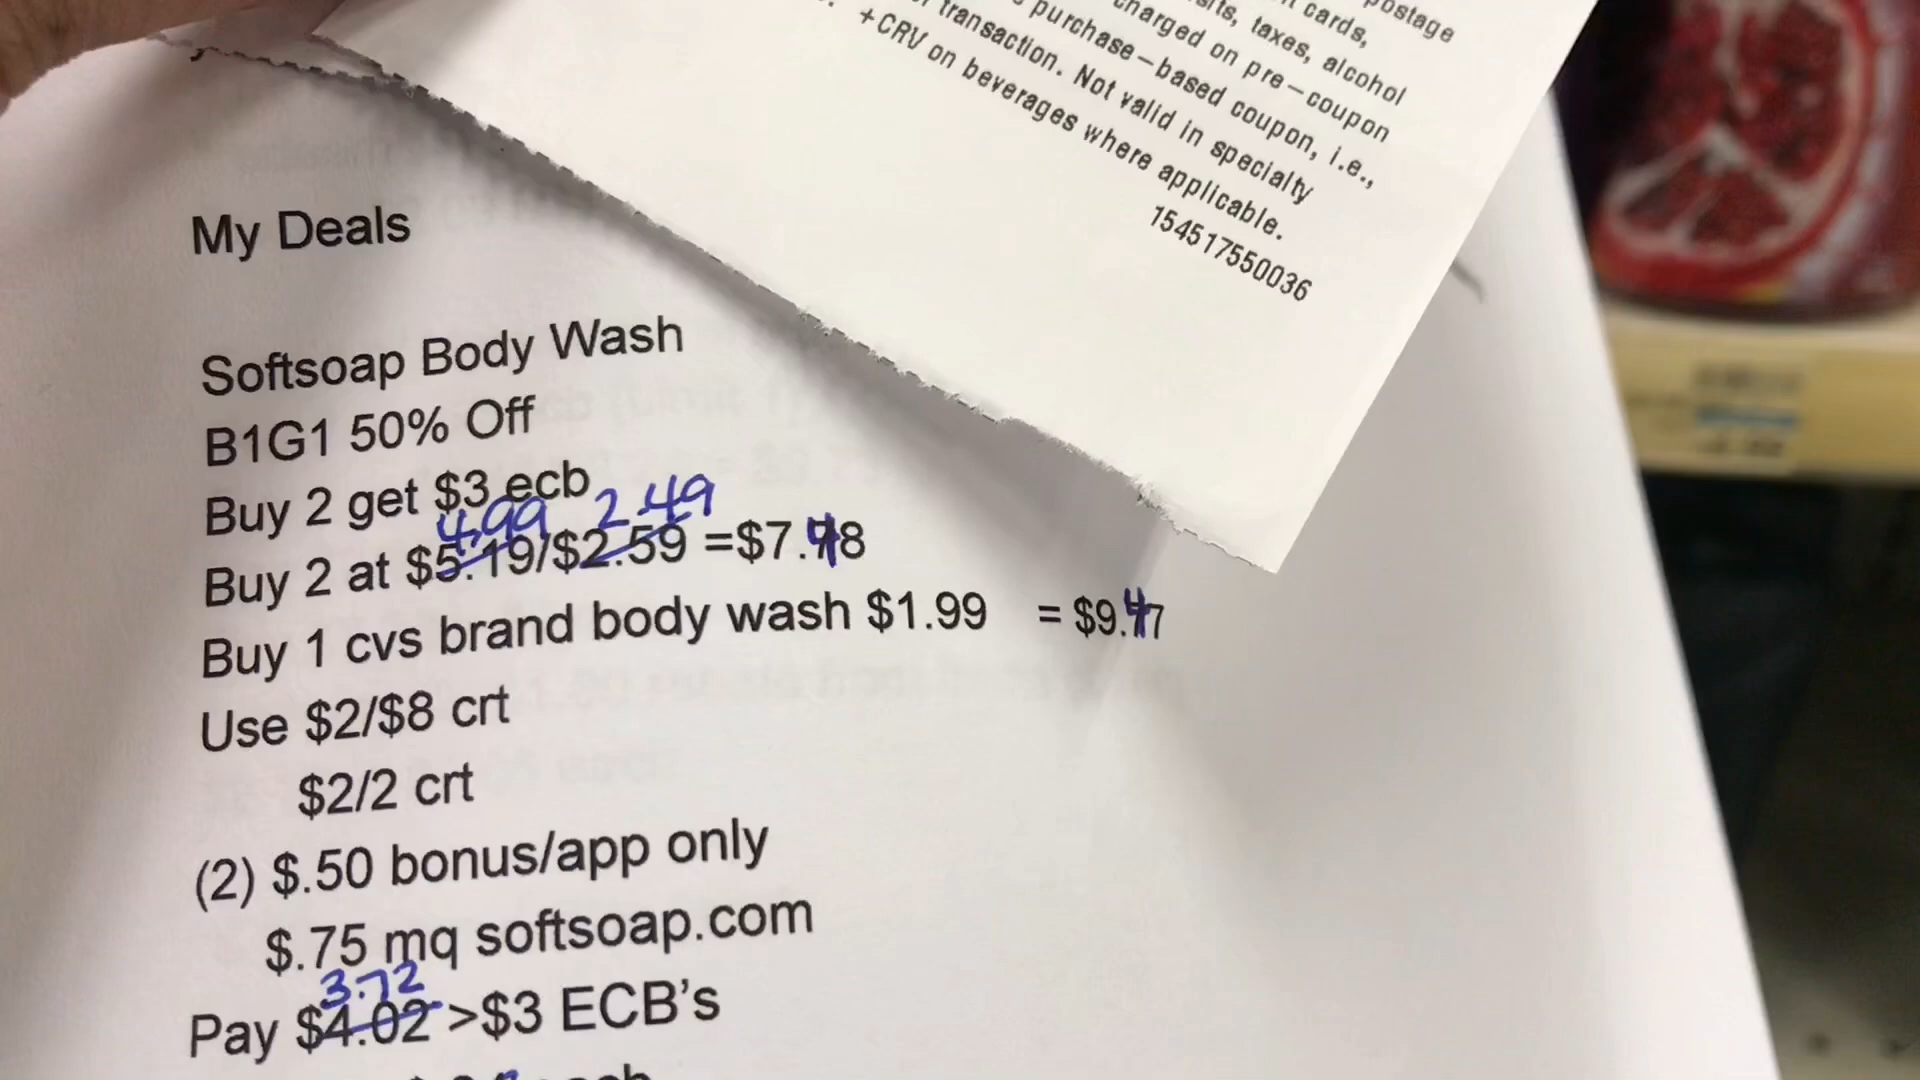 postage
cards,
taxes, alcohol
charged on pre-coupon
purchase-based coupon, i.e.,
transaction. Not valid in specialty
+CRV on beverages where applicable.
154517550036
My Deals
Softsoap Body Wash
B1G1 50% Off
Buy 2 get $3 ecb
4.99 2.49
Buy 2 at $5.19/$2.59 =$7.48
Buy 1 cvs brand body wash $1.99 = $9.47
Use $2/$8 crt
$2/2 crt
(2) $.50 bonus/app only
$.75 mq softsoap.com
3.72
Pay $4.02 >$3 ECB's